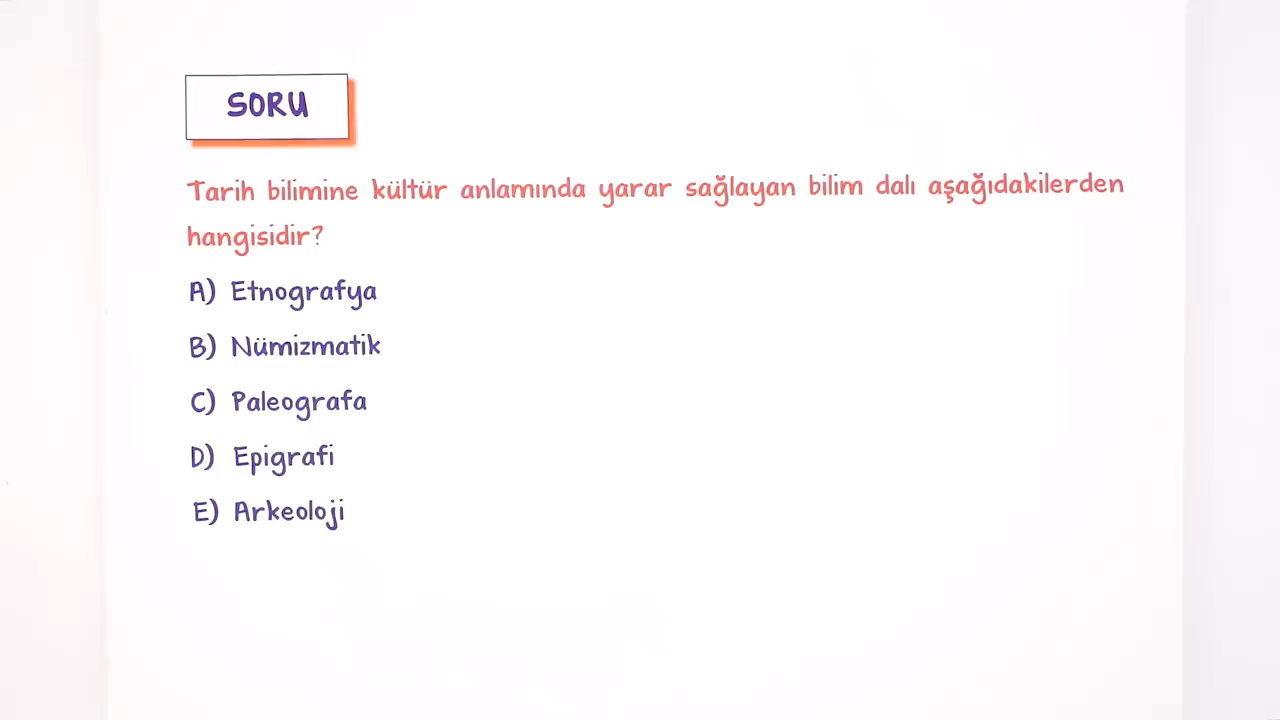 SORU
Tarih bilimine kültür anlamında yarar sağlayan bilim dalı aşağıdakilerden
hangisidir?
A) Etnografya
B) Nümizmatik
C) Paleografa
D) Epigrafi
E) Arkeoloji